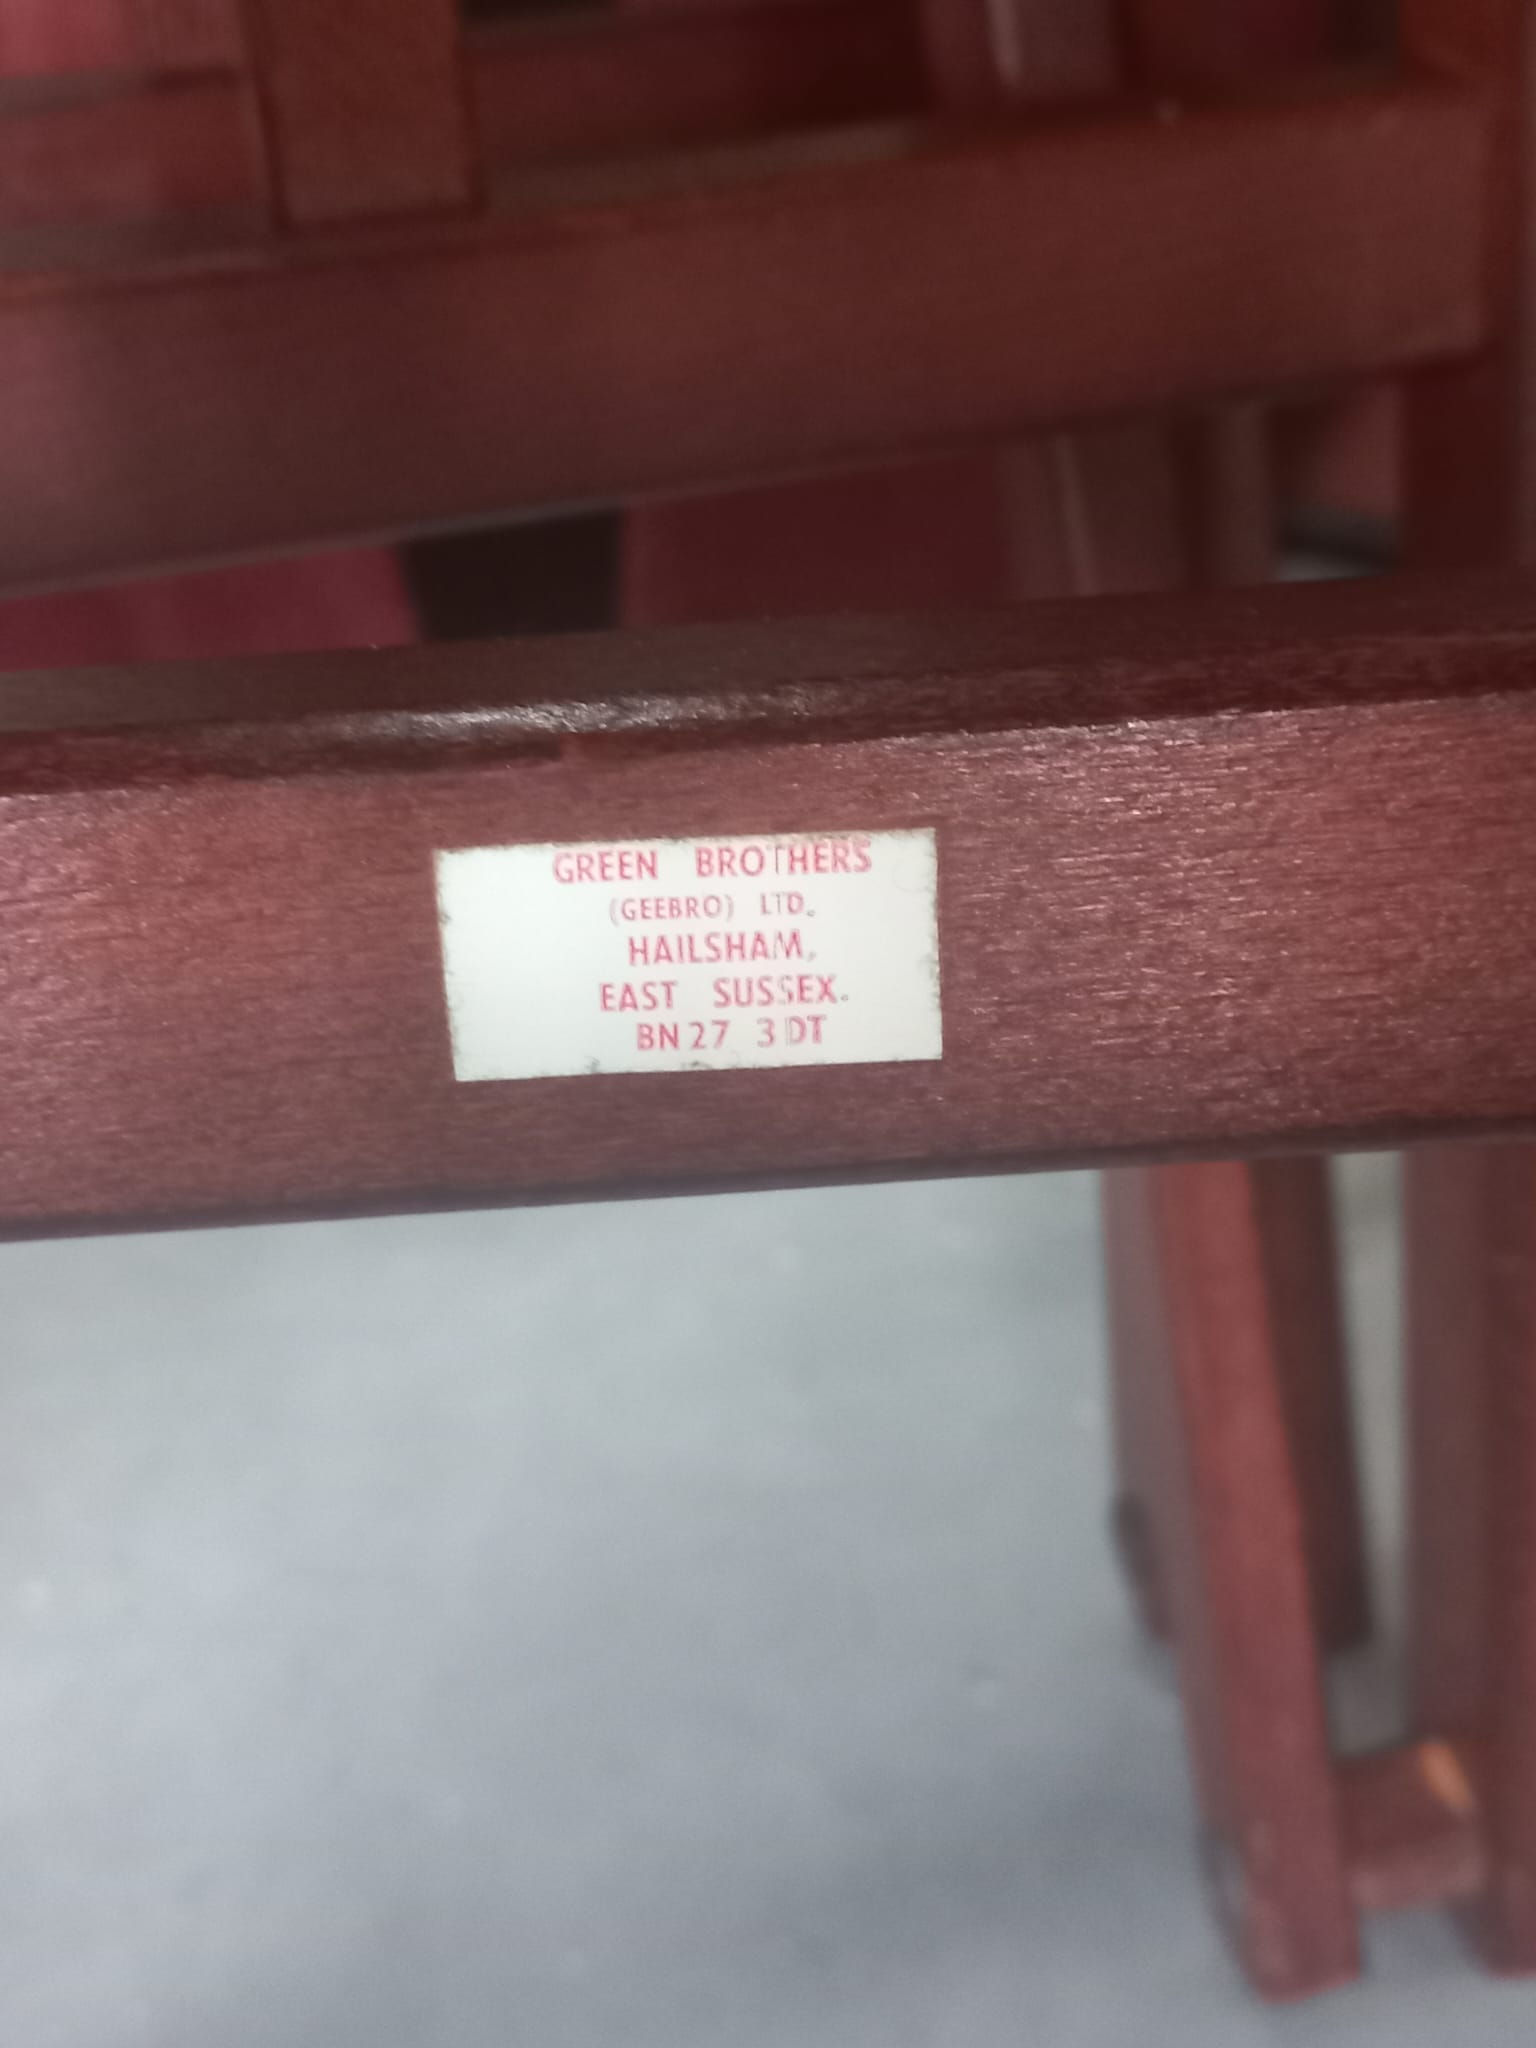 GREEN BROTHERS
(GEEBRO) LTD.
HAILSHAM,
EAST SUSSEX.
BN27 3DT